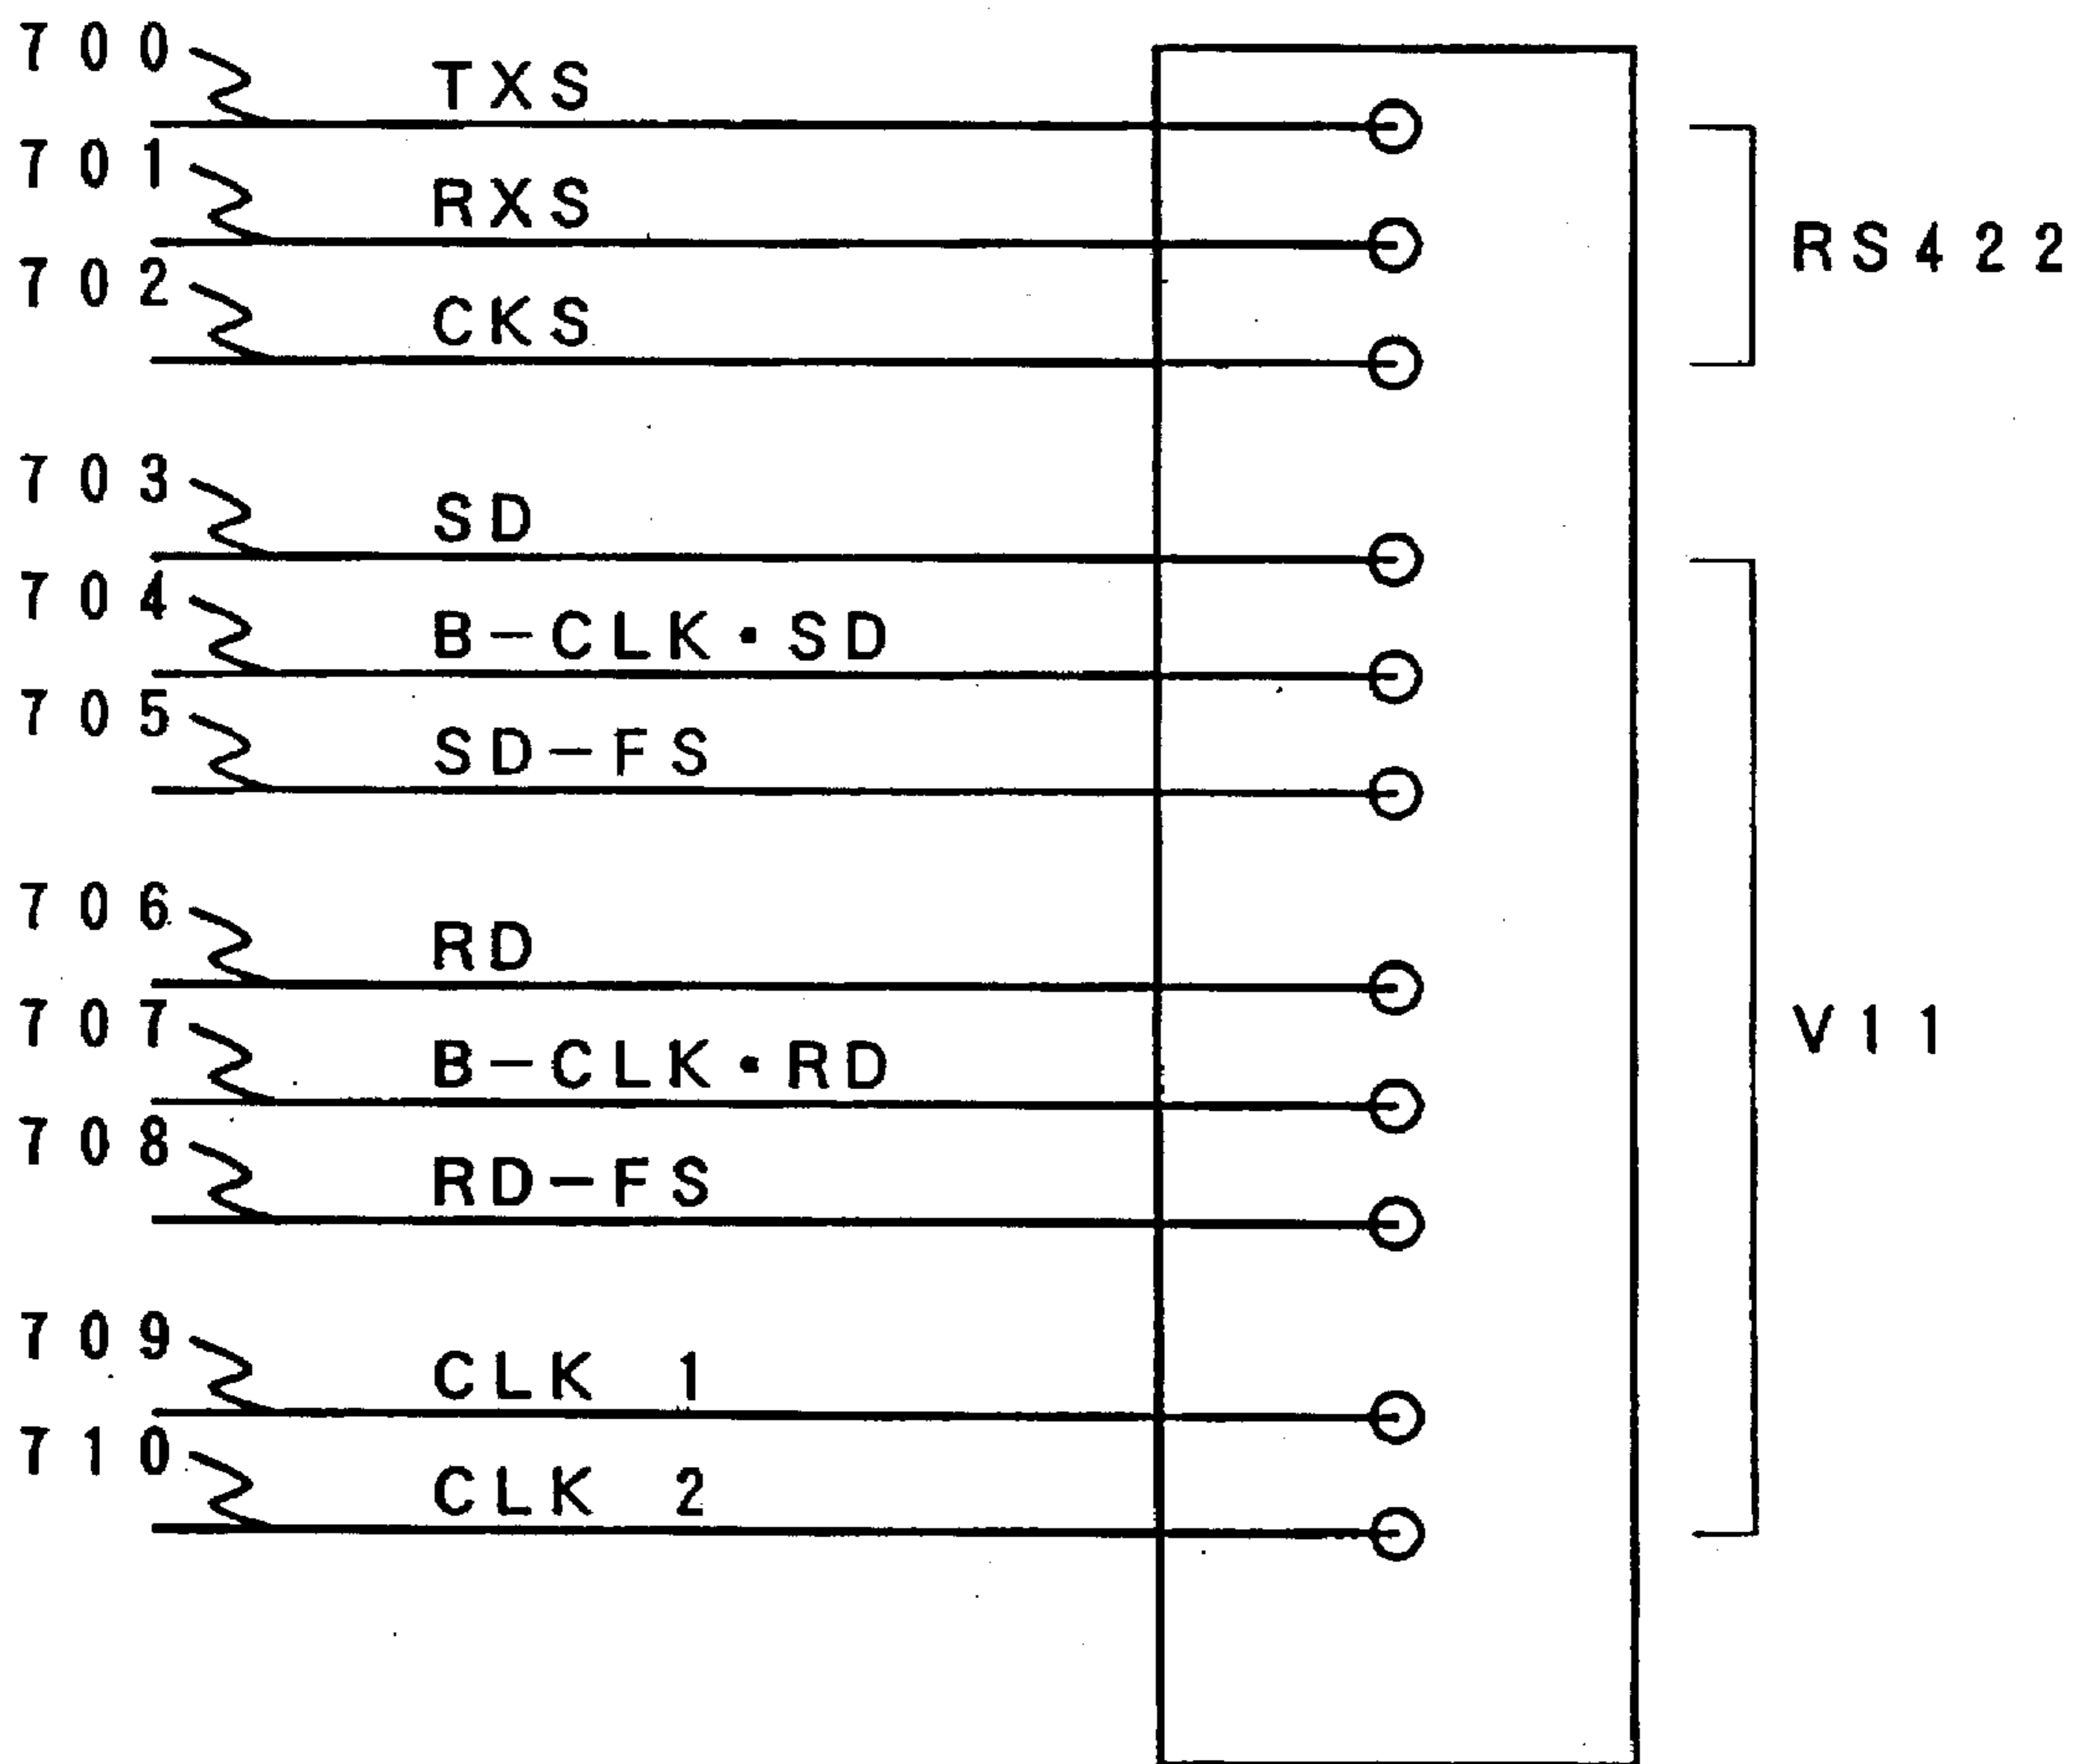 700
TXS
701
RXS
RS422
702
CKS
703
SD
704
B-CLK・SD
705
SD-FS
706
RD
707
B-CLK・RD
V11
708
RD-FS
709
CLK 1
710
CLK 2